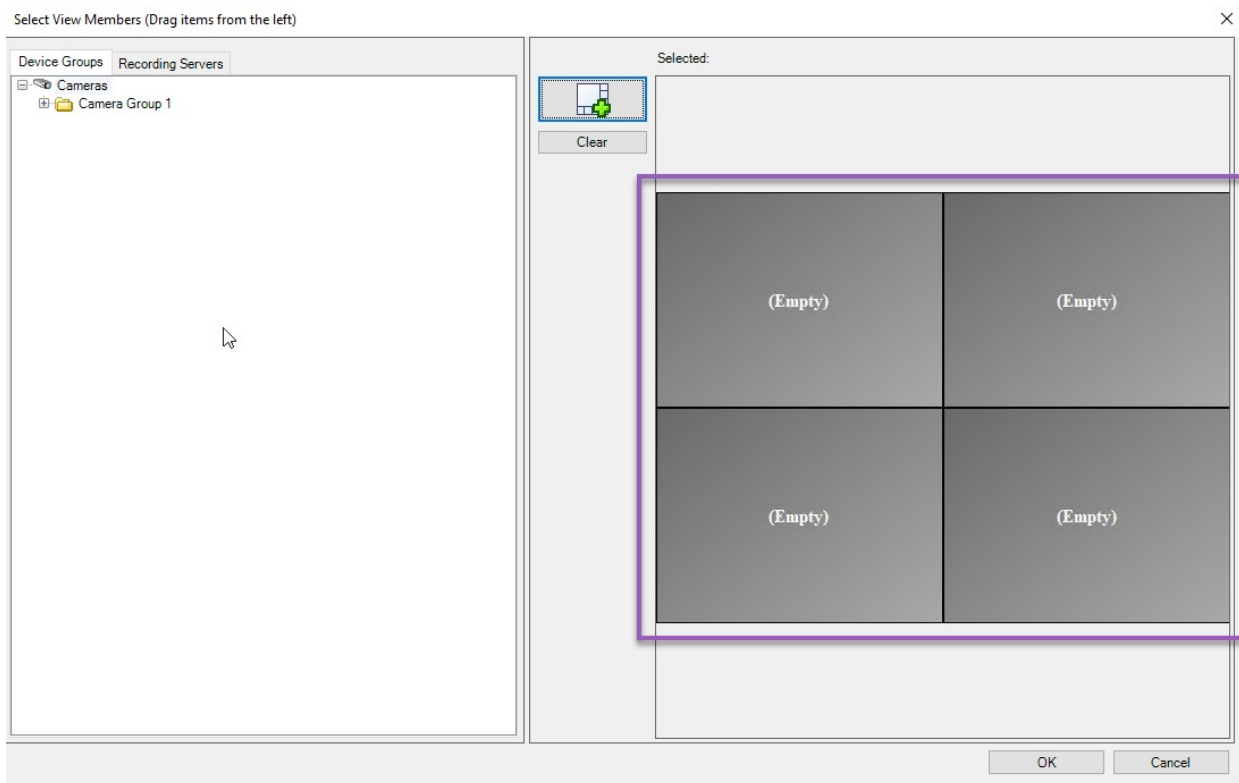 Select View Members (Drag items from the left)
Device Groups
Recording Servers
Cameras
Camera Group 1
Selected:
Clear
(Empty)
(Empty)
(Empty)
(Empty)
OK
Cancel